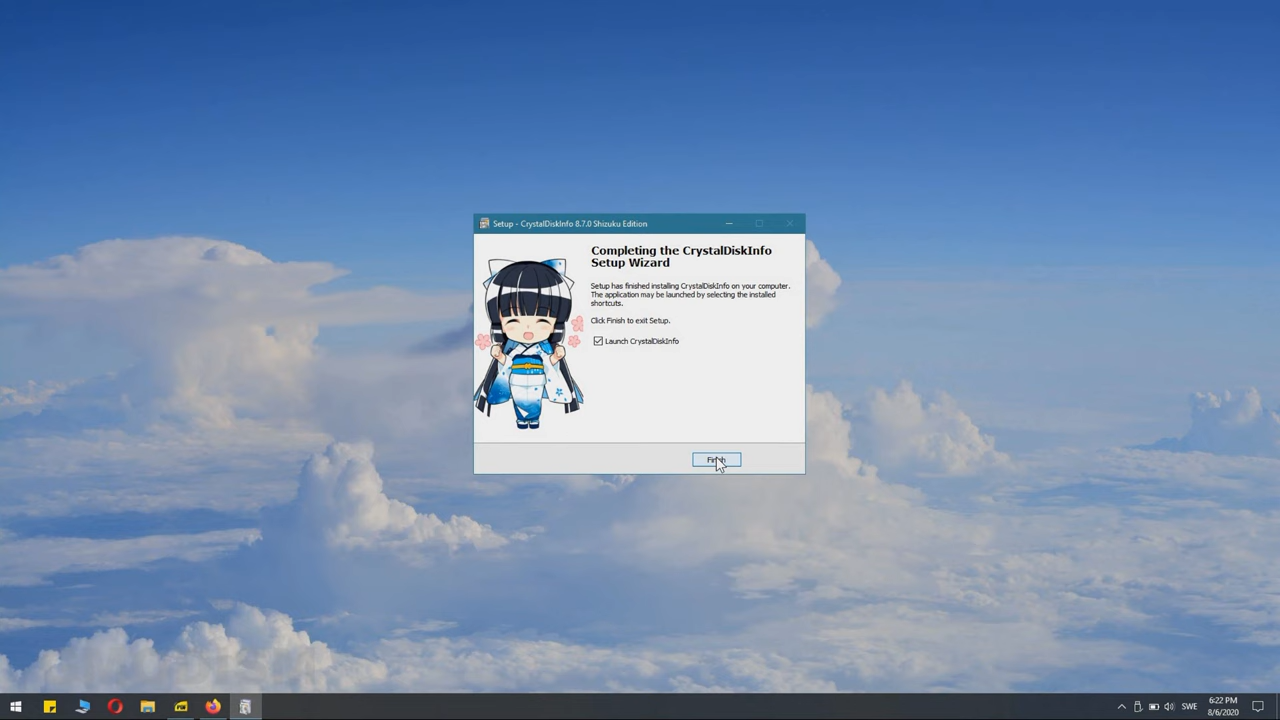 Setup - CrystalDiskInfo 8.7.0 Shizuku Edition
Completing the CrystalDiskInfo
Setup Wizard
Setup has finished installing CrystalDiskInfo on your computer.
The application may be launched by selecting the installed
shortcuts.
Click Finish to exit Setup.
Launch CrystalDiskInfo
SWE
6:22 PM
8/6/2020